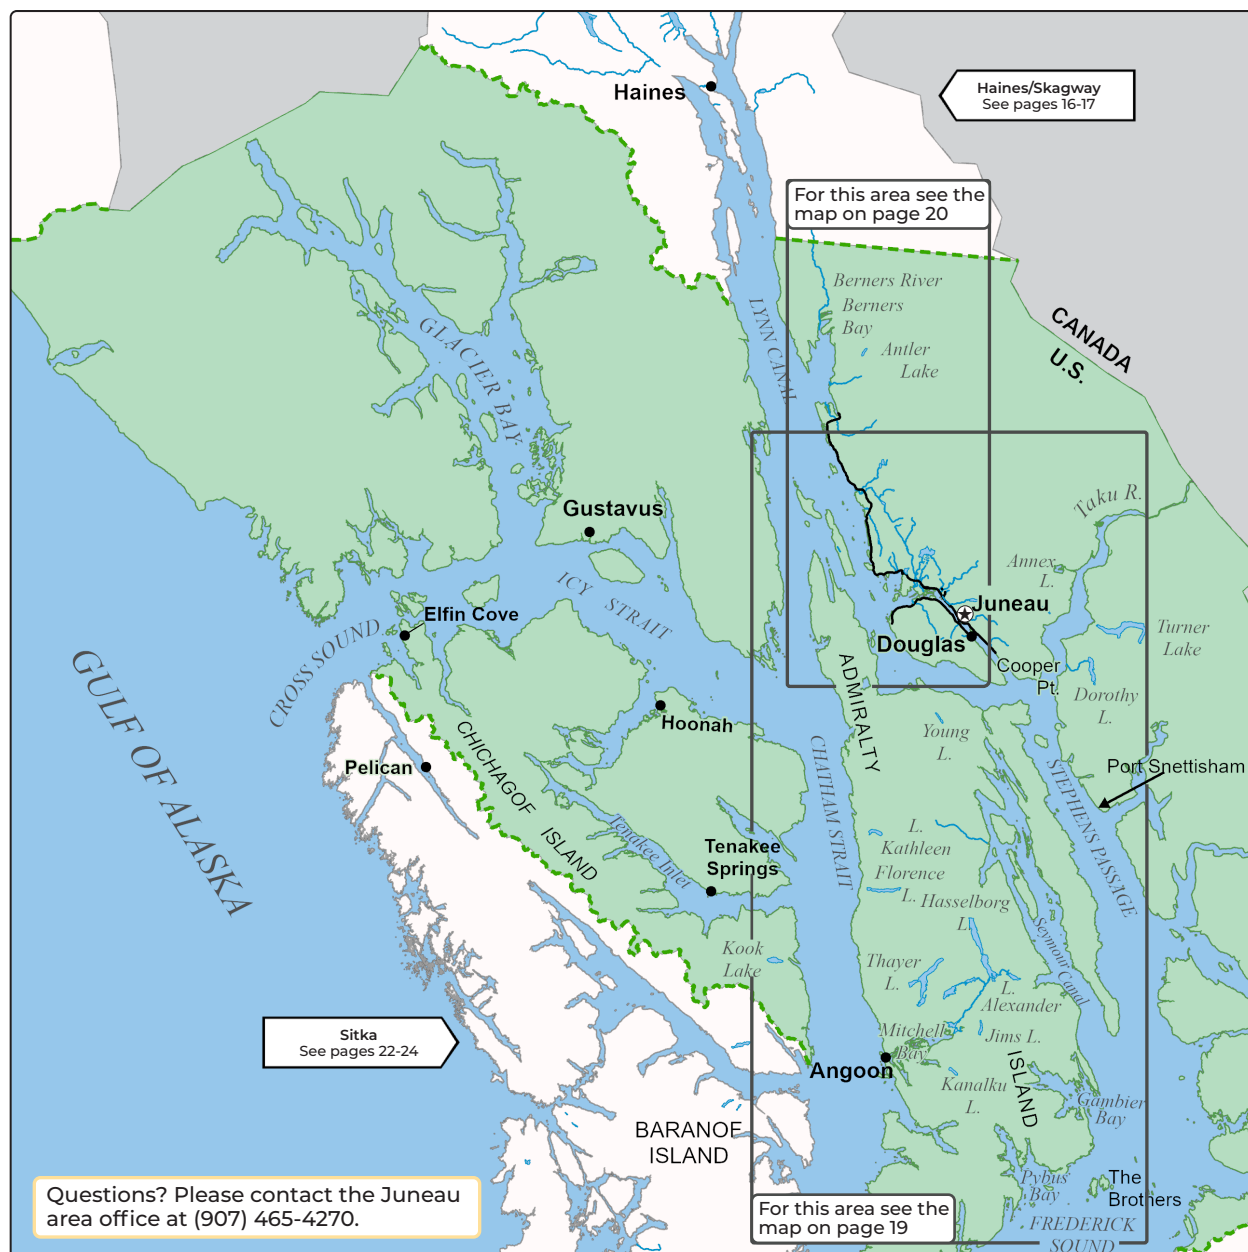 Haines
Haines/Skagway
See pages 16-17
For this area see the
map on page 20
Berners River
Berners
Bay
LYNN CANAL
CANADA
U.S.
Antler
Lake
GLACIER BAY
Taku R.
Gustavus
Annex
L.
ICY STRAIT
Juneau
Elfin Cove
CROSS SOUND
Douglas
Turner
Lake
Cooper
Pt.
GULF OF ALASKA
ADMIRALTY
Dorothy
L.
Hoonah
Young
L.
CHICHAGOF
ISLAND
CHATHAM STRAIT
Pelican
Port Snettisham
STEPHENS PASSAGE
Tenakee Inlet
L.
Kathleen
Tenakee
Springs
Florence
L.
Hasselborg
L.
Seymour Canal
Kook
Lake
Thayer
L.
L.
Alexander
Sitka
See pages 22-24
Mitchell
Bay
Jims L.
ISLAND
Angoon
Kanalku
L.
Gambier
Bay
BARANOF
ISLAND
Pybus
Bay
The
Brothers
Questions? Please contact the Juneau
area office at (907) 465-4270.
For this area see the
map on page 19
FREDERICK
SOUND